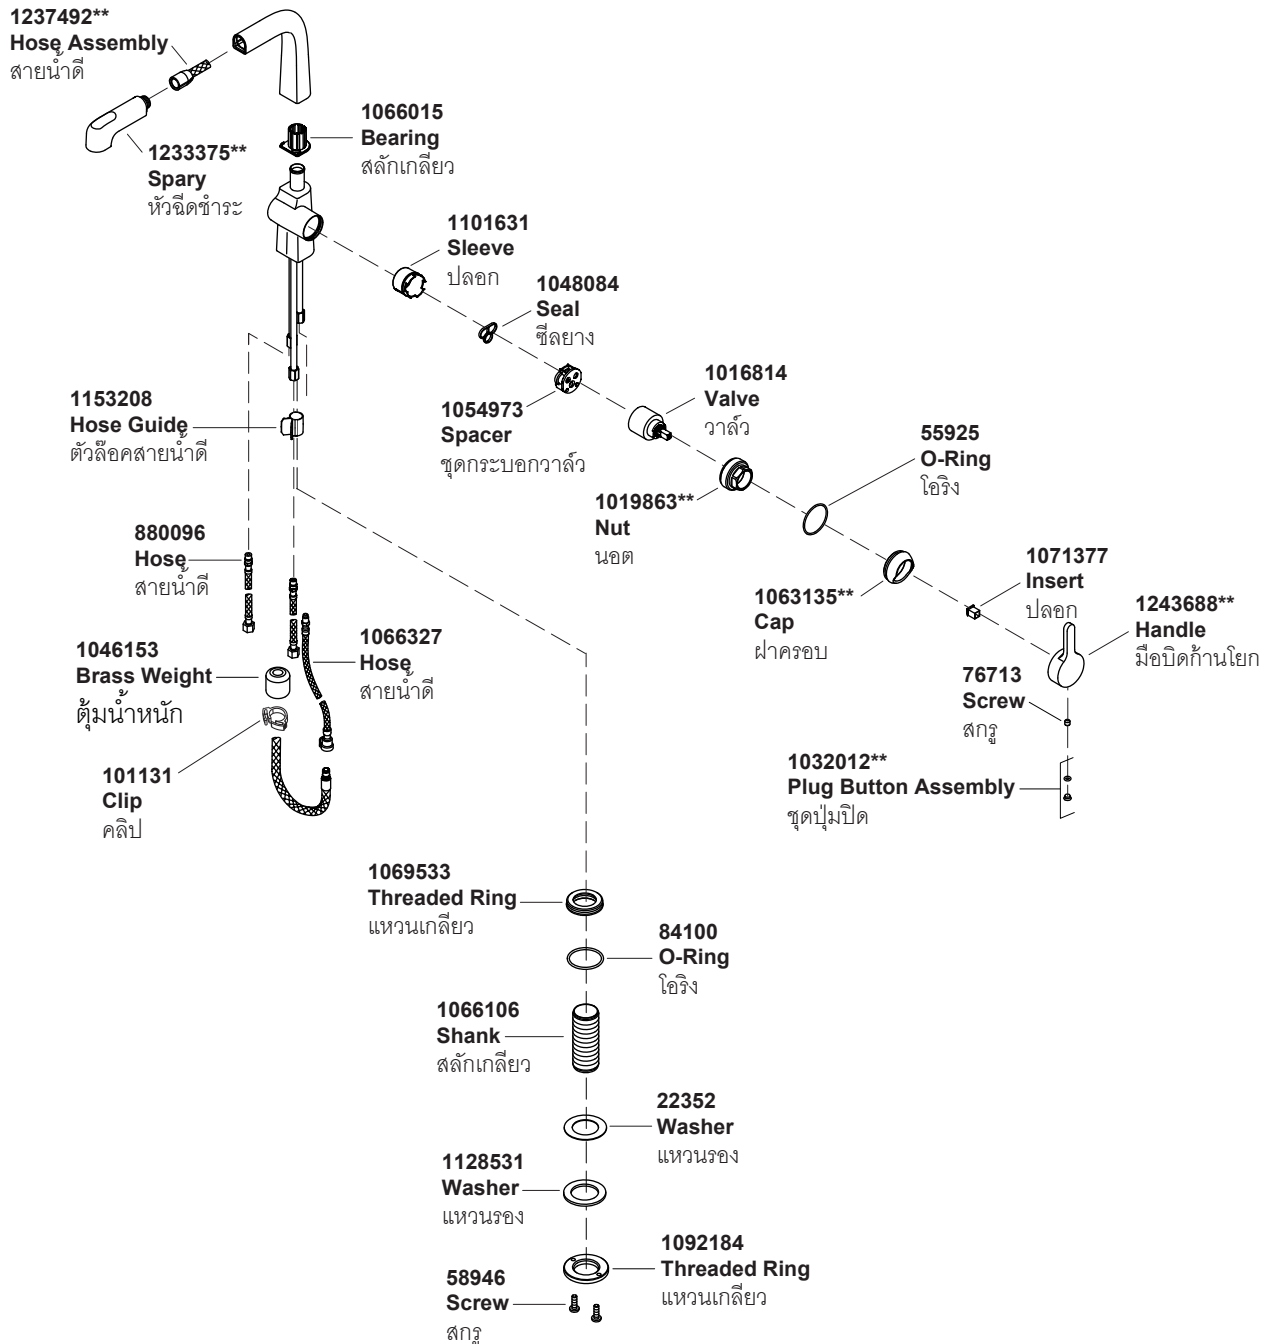 1237492**
Hose Assembly
สายน้ำดี
1066015
Bearing
สลักเกลียว
1233375**
Spary
หัวฉีดชำระ
1101631
Sleeve
ปลอก
1048084
Seal
ซีลยาง
1153208
Hose Guide
ตัวล๊อคสายน้ำดี
1054973
Spacer
ชุดกระบอกวาล์ว
1016814
Valve
วาล์ว
55925
O-Ring
โอริง
1019863**
Nut
นอต
880096
Hose
สายน้ำดี
1063135**
Cap
ฝาครอบ
1071377
Insert
ปลอก
1243688**
Handle
มือบิดก้านโยก
1046153
Brass Weight
ตุ้มน้ำหนัก
1066327
Hose
สายน้ำดี
76713
Screw
สกรู
101131
Clip
คลิป
1032012**
Plug Button Assembly
ชุดปุ่มปิด
1069533
Threaded Ring
แหวนเกลียว
84100
O-Ring
โอริง
1066106
Shank
สลักเกลียว
22352
Washer
แหวนรอง
1128531
Washer
แหวนรอง
1092184
Threaded Ring
แหวนเกลียว
58946
Screw
สกรู